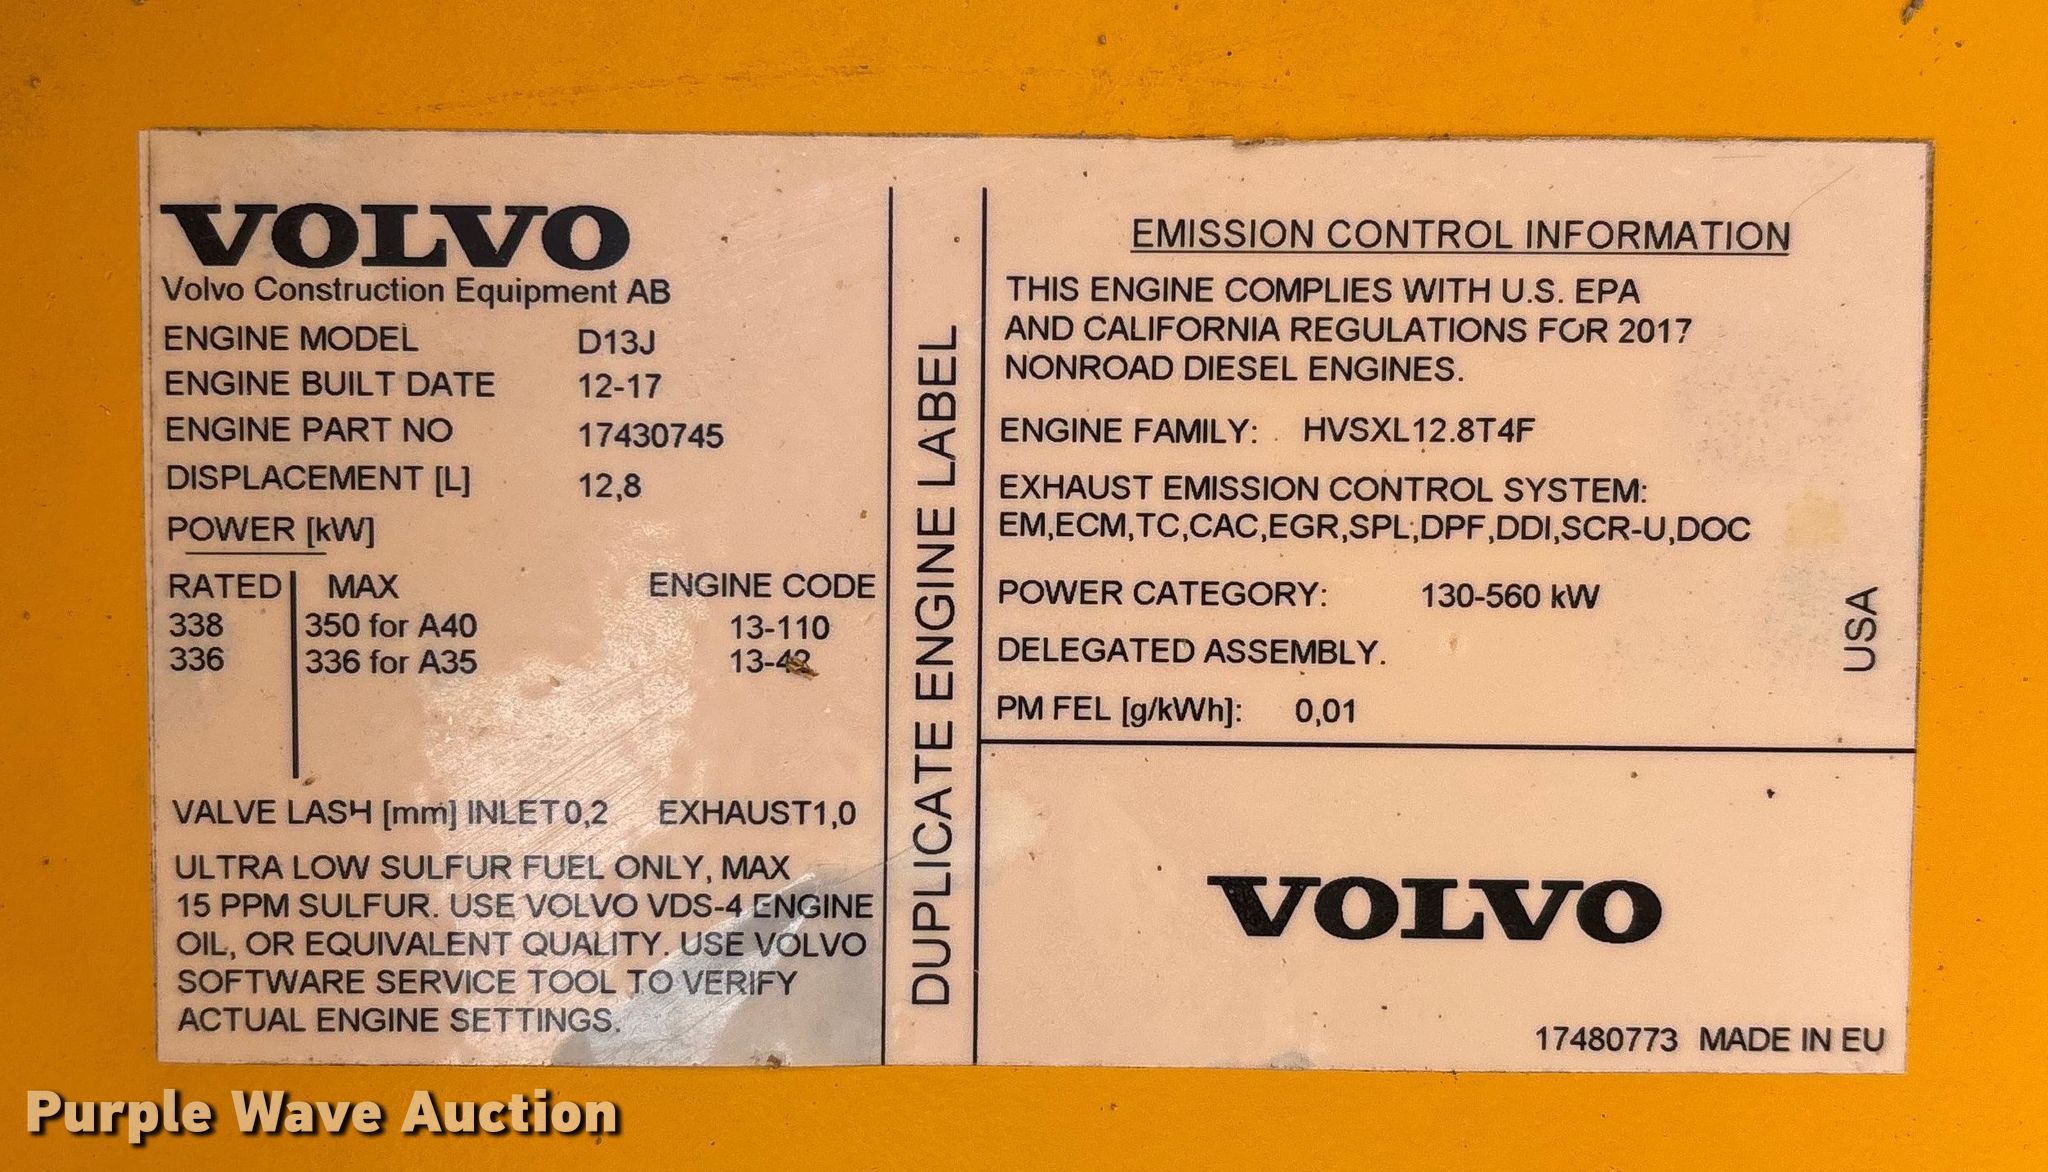 VOLVO
Volvo Construction Equipment AB
ENGINE MODEL D13J
ENGINE BUILT DATE 12-17
ENGINE PART NO 17430745
DISPLACEMENT [L] 12,8
POWER [kW]
RATED MAX ENGINE CODE
338 350 for A40 13-110
336 336 for A35
VALVE LASH [mm] INLET 0,2 EXHAUST 1,0
ULTRA LOW SULFUR FUEL ONLY, MAX
15 PPM SULFUR. USE VOLVO VDS-4 ENGINE
OIL, OR EQUIVALENT QUALITY. USE VOLVO
SOFTWARE SERVICE TOOL TO VERIFY
ACTUAL ENGINE SETTINGS.
DUPLICATE ENGINE LABEL
EMISSION CONTROL INFORMATION
THIS ENGINE COMPLIES WITH U.S. EPA
AND CALIFORNIA REGULATIONS FOR 2017
NONROAD DIESEL ENGINES.
ENGINE FAMILY: HVSXL12.8T4F
EXHAUST EMISSION CONTROL SYSTEM:
EM,ECM,TC,CAC,EGR,SPL,DPF,DDI,SCR-U,DOC
POWER CATEGORY: 130-560 kW
DELEGATED ASSEMBLY.
PM FEL [g/kWh]: 0,01
USA
VOLVO
17480773 MADE IN EU
Purple Wave Auction